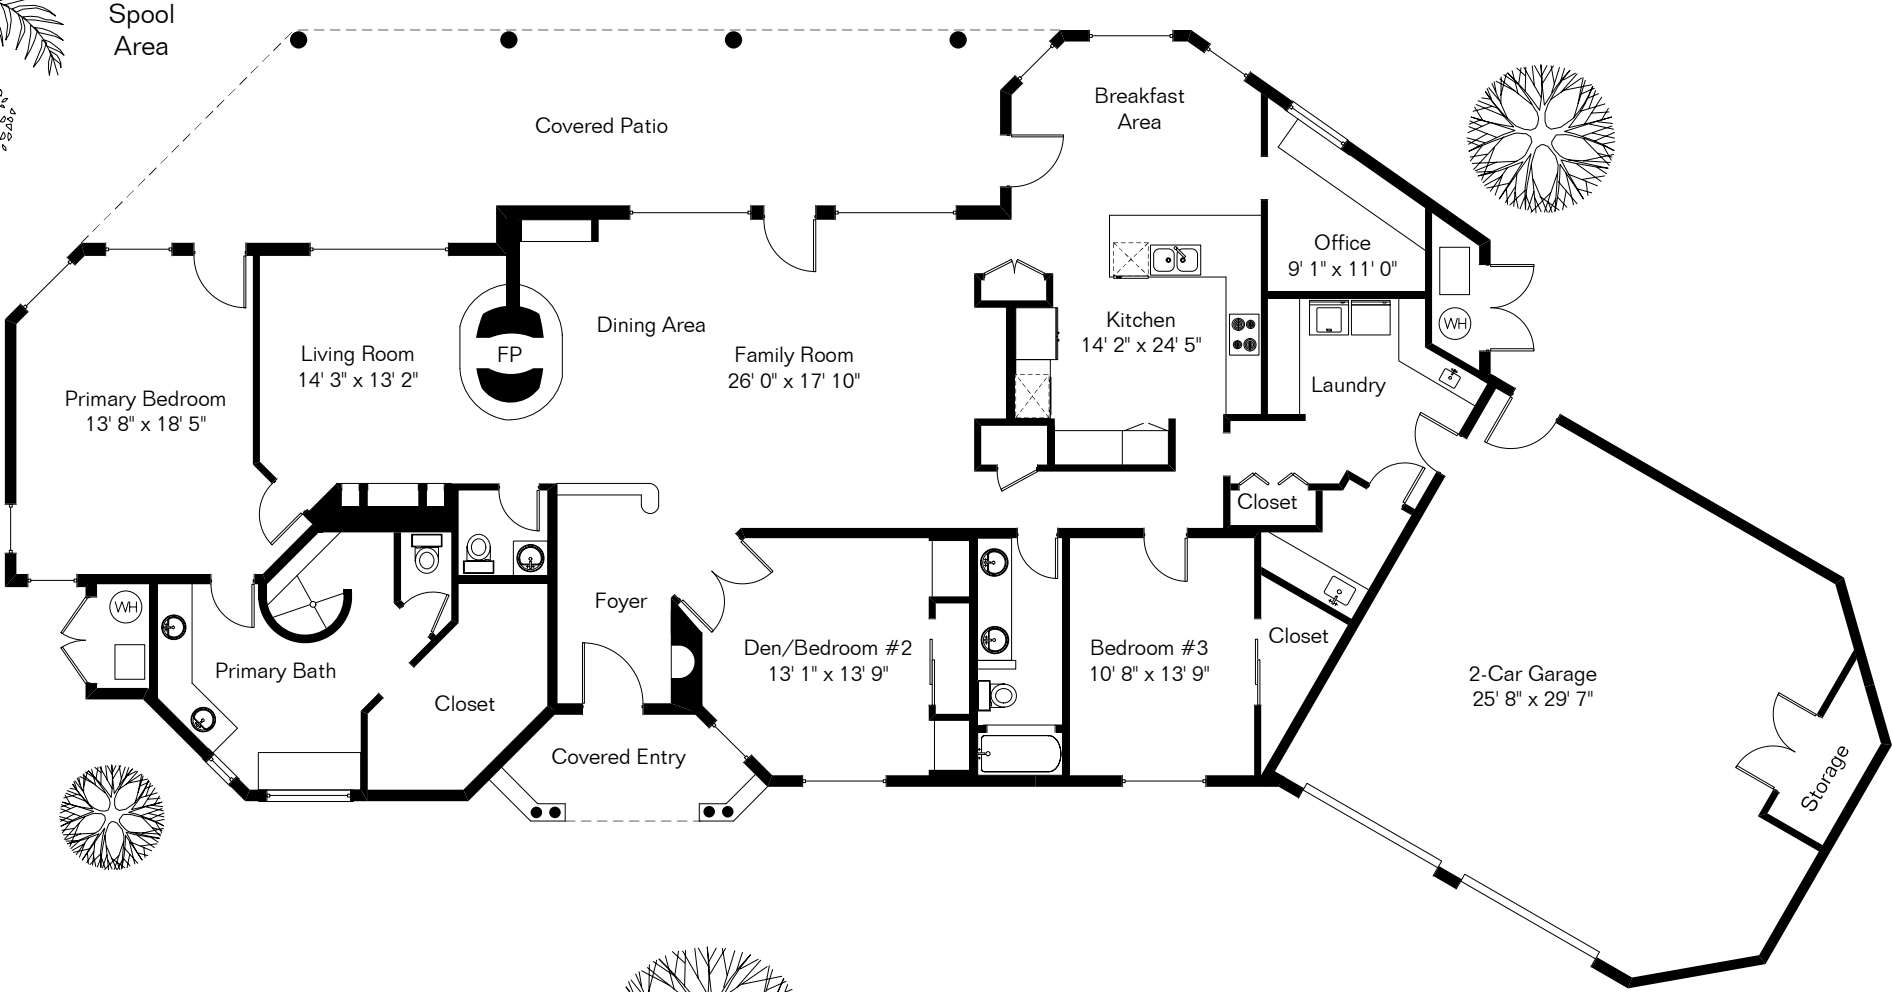 Spool
Area
Covered Patio
Breakfast
Area
Office
9' 1" x 11' 0"
WH
Kitchen
14' 2" x 24' 5"
Dining Area
Living Room
14' 3" x 13' 2"
FP
Family Room
26' 0" x 17' 10"
Primary Bedroom
13' 8" x 18' 5"
Laundry
Closet
WH
Foyer
Primary Bath
Closet
Den/Bedroom #2
13' 1" x 13' 9"
Bedroom #3
10' 8" x 13' 9"
Closet
2-Car Garage
25' 8" x 29' 7"
Covered Entry
Storage